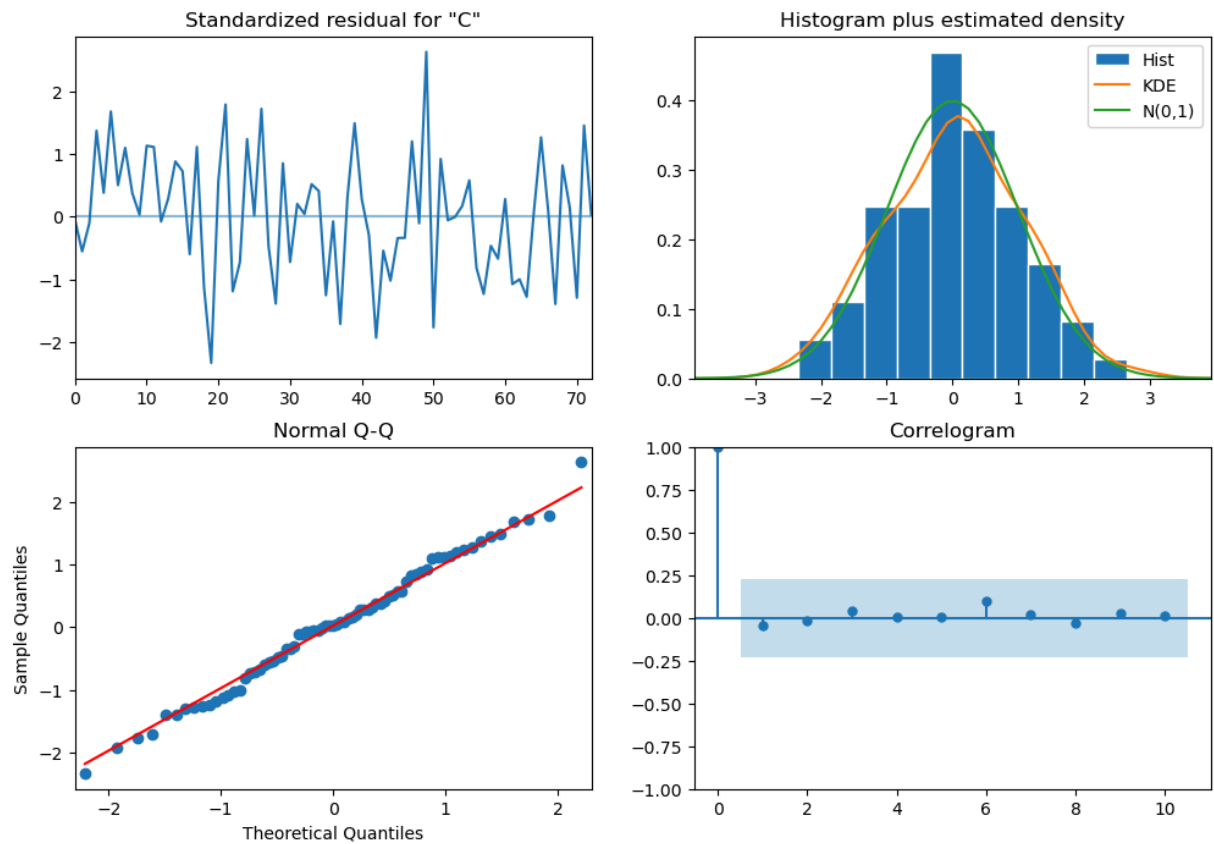 Standardized residual for "C"
2
1
0
−1
−2
0 10 20 30 40 50 60 70
Histogram plus estimated density
Hist
KDE
N(0,1)
0.4
0.3
0.2
0.1
0.0
−3 −2 −1 0 1 2 3
Normal Q-Q
Sample Quantiles
2
1
0
−1
−2
−2 −1 0 1 2
Theoretical Quantiles
Correlogram
1.00
0.75
0.50
0.25
0.00
−0.25
−0.50
−0.75
−1.00
0 2 4 6 8 10